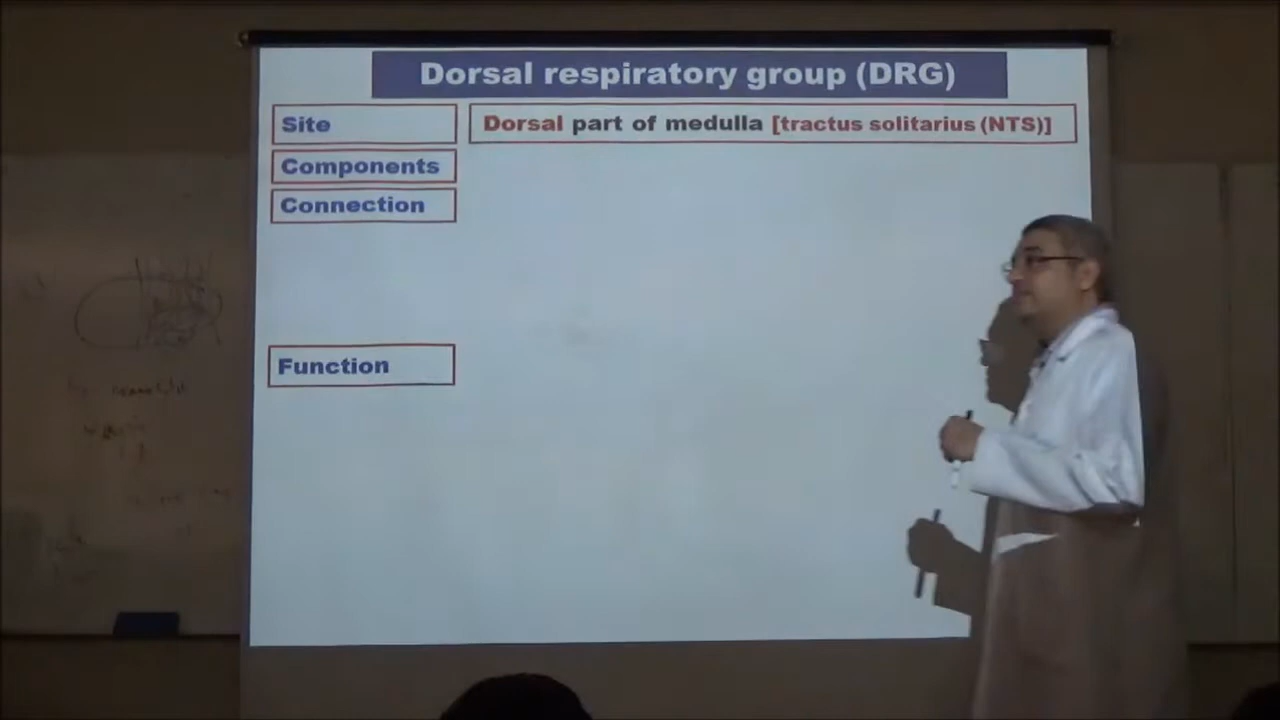 Dorsal respiratory group (DRG)
Site
Dorsal part of medulla [tractus solitarius (NTS)]
Components
Connection
Function